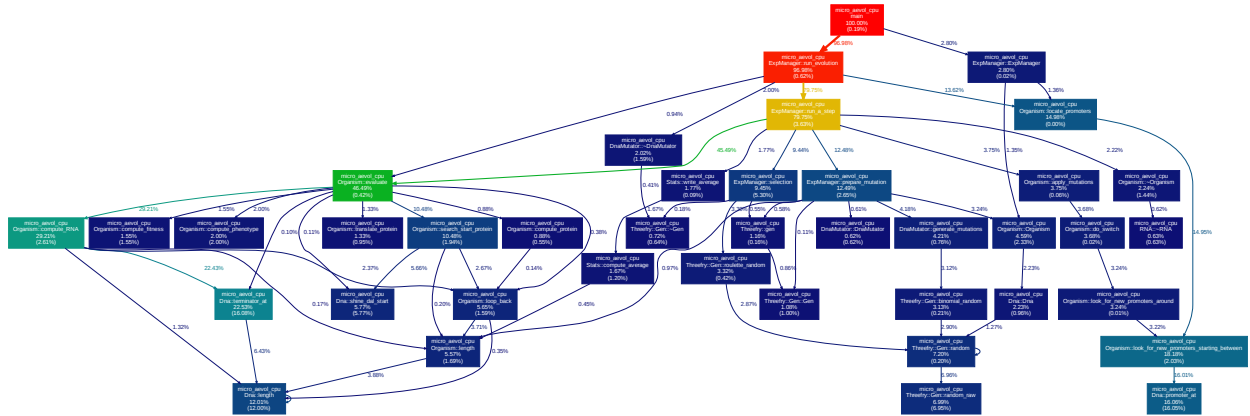 micro_aevol_cpu
main
100.00%
(0.19%)
96.98%
2.80%
micro_aevol_cpu
ExpManager::run_evolution
96.98%
(0.62%)
micro_aevol_cpu
ExpManager::ExpManager
2.80%
(0.02%)
2.00%
79.75%
13.62%
1.36%
0.94%
micro_aevol_cpu
ExpManager::run_a_step
79.75%
(3.63%)
micro_aevol_cpu
Organism::locate_promoters
14.98%
(0.00%)
micro_aevol_cpu
DnaMutator::~DnaMutator
2.02%
(1.59%)
45.49%
1.77%
9.44%
12.48%
3.75%
1.35%
2.22%
micro_aevol_cpu
Organism::evaluate
46.49%
(0.42%)
0.41%
micro_aevol_cpu
Stats::write_average
1.77%
(0.09%)
micro_aevol_cpu
ExpManager::selection
9.45%
(5.30%)
micro_aevol_cpu
ExpManager::prepare_mutation
12.49%
(2.65%)
micro_aevol_cpu
Organism::apply_mutations
3.75%
(0.06%)
micro_aevol_cpu
Organism::~Organism
2.24%
(1.44%)
29.21%
1.55%
2.00%
1.33%
10.48%
0.88%
0.38%
1.67%
0.18%
0.58%
0.61%
4.18%
3.24%
3.68%
0.62%
14.95%
micro_aevol_cpu
Organism::compute_RNA
29.21%
(2.61%)
micro_aevol_cpu
Organism::compute_fitness
1.55%
(1.55%)
micro_aevol_cpu
Organism::compute_phenotype
2.00%
(2.00%)
0.10%
0.11%
micro_aevol_cpu
Organism::translate_protein
1.33%
(0.95%)
micro_aevol_cpu
Organism::search_start_protein
10.48%
(1.94%)
micro_aevol_cpu
Organism::compute_protein
0.88%
(0.55%)
micro_aevol_cpu
Threefry::Gen::~Gen
0.72%
(0.64%)
micro_aevol_cpu
Threefry::gen
1.16%
(0.16%)
0.11%
micro_aevol_cpu
DnaMutator::DnaMutator
0.62%
(0.62%)
micro_aevol_cpu
DnaMutator::generate_mutations
4.21%
(0.76%)
micro_aevol_cpu
Organism::Organism
4.59%
(2.33%)
micro_aevol_cpu
Organism::do_switch
3.68%
(0.02%)
micro_aevol_cpu
RNA::~RNA
0.63%
(0.63%)
22.43%
2.37%
5.66%
2.67%
0.14%
0.97%
0.86%
3.12%
2.23%
3.24%
micro_aevol_cpu
Stats::compute_average
1.67%
(1.20%)
micro_aevol_cpu
Threefry::Gen::roulette_random
3.32%
(0.42%)
micro_aevol_cpu
Dna::terminator_at
22.53%
(16.08%)
0.17%
micro_aevol_cpu
Dna::shine_dal_start
5.77%
(5.77%)
0.20%
micro_aevol_cpu
Organism::loop_back
5.65%
(1.59%)
0.45%
2.87%
micro_aevol_cpu
Threefry::Gen::Gen
1.08%
(1.00%)
micro_aevol_cpu
Threefry::Gen::binomial_random
3.13%
(0.21%)
micro_aevol_cpu
Dna::Dna
2.23%
(0.96%)
micro_aevol_cpu
Organism::look_for_new_promoters_around
3.24%
(0.01%)
1.32%
6.43%
3.71%
0.35%
2.90%
1.27%
3.22%
micro_aevol_cpu
Organism::length
5.57%
(1.69%)
micro_aevol_cpu
Threefry::Gen::random
7.20%
(0.20%)
micro_aevol_cpu
Organism::look_for_new_promoters_starting_between
18.18%
(2.03%)
3.88%
6.96%
16.01%
micro_aevol_cpu
Dna::length
12.01%
(12.00%)
micro_aevol_cpu
Threefry::Gen::random_raw
6.99%
(6.95%)
micro_aevol_cpu
Dna::promoter_at
16.06%
(16.05%)